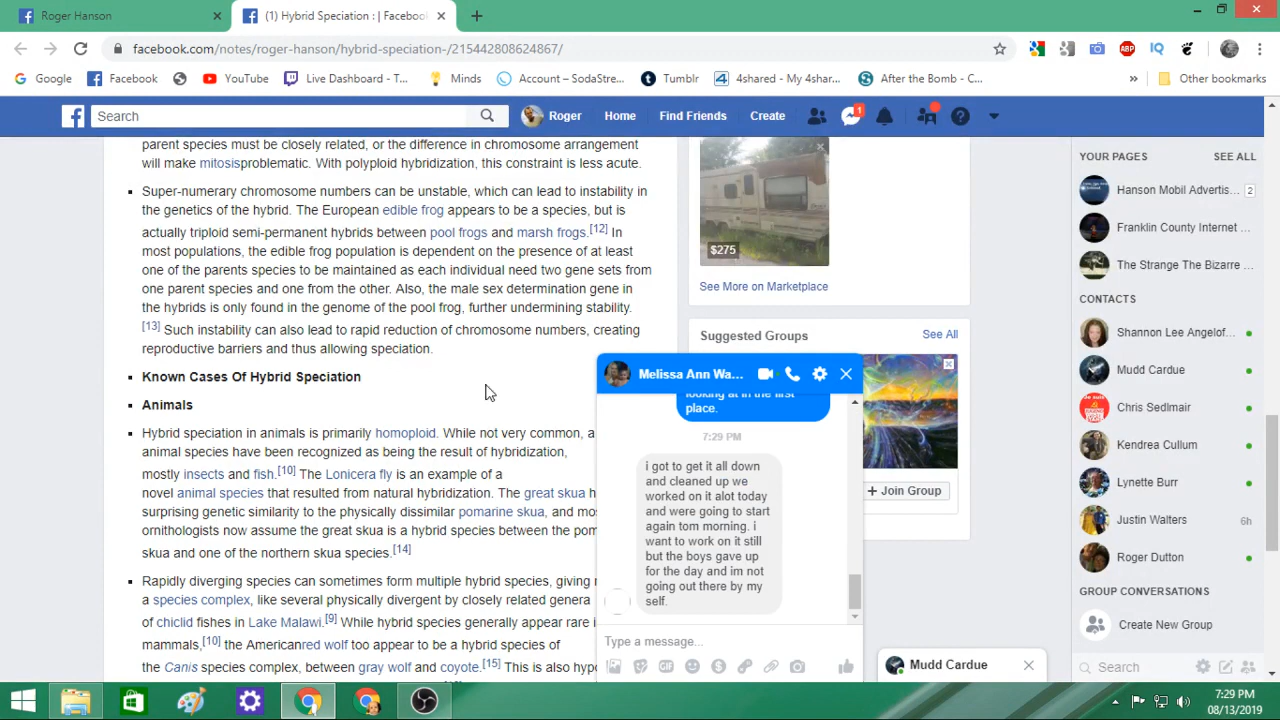 Roger Hanson
(1) Hybrid Speciation : | Facebook
facebook.com/notes/roger-hanson/hybrid-speciation-/215442808624867/
ABP
IQ
Google
Facebook
YouTube
Live Dashboard - T...
Minds
Account – SodaStre...
Tumblr
4shared - My 4shar...
After the Bomb - C...
»
Other bookmarks
Search
Roger
Home
Find Friends
Create
1
parent species must be closely related, or the difference in chromosome arrangement
will make mitosisproblematic. With polyploid hybridization, this constraint is less acute.
Super-numerary chromosome numbers can be unstable, which can lead to instability in
the genetics of the hybrid. The European edible frog appears to be a species, but is
actually triploid semi-permanent hybrids between pool frogs and marsh frogs.[12] In
most populations, the edible frog population is dependent on the presence of at least
one of the parents species to be maintained as each individual need two gene sets from
one parent species and one from the other. Also, the male sex determination gene in
the hybrids is only found in the genome of the pool frog, further undermining stability.
[13] Such instability can also lead to rapid reduction of chromosome numbers, creating
reproductive barriers and thus allowing speciation.
Known Cases Of Hybrid Speciation
Animals
Hybrid speciation in animals is primarily homoploid. While not very common, a
animal species have been recognized as being the result of hybridization,
mostly insects and fish.[10] The Lonicera fly is an example of a
novel animal species that resulted from natural hybridization. The great skua h
surprising genetic similarity to the physically dissimilar pomarine skua, and mos
ornithologists now assume the great skua is a hybrid species between the pom
skua and one of the northern skua species.[14]
Rapidly diverging species can sometimes form multiple hybrid species, giving r
a species complex, like several physically divergent by closely related genera
of chiclid fishes in Lake Malawi.[9] While hybrid species generally appear rare i
mammals,[10] the Americanred wolf too appear to be a hybrid species of
the Canis species complex, between gray wolf and coyote.[15] This is also hypo
$275
See More on Marketplace
Suggested Groups
See All
Join Group
Melissa Ann Wa...
looking at in the first
place.
7:29 PM
i got to get it all down
and cleaned up we
worked on it alot today
and were going to start
again tom morning. i
want to work on it still
but the boys gave up
for the day and im not
going out there by my
self.
Type a message...
GIF
Mudd Cardue
YOUR PAGES
SEE ALL
Hanson Mobil Advertis...
2
Franklin County Internet ...
The Strange The Bizarre ...
CONTACTS
Shannon Lee Angelof...
Mudd Cardue
Chris Sedlmair
Kendrea Cullum
Lynette Burr
Justin Walters
6h
Roger Dutton
GROUP CONVERSATIONS
Create New Group
Search
7:29 PM
08/13/2019